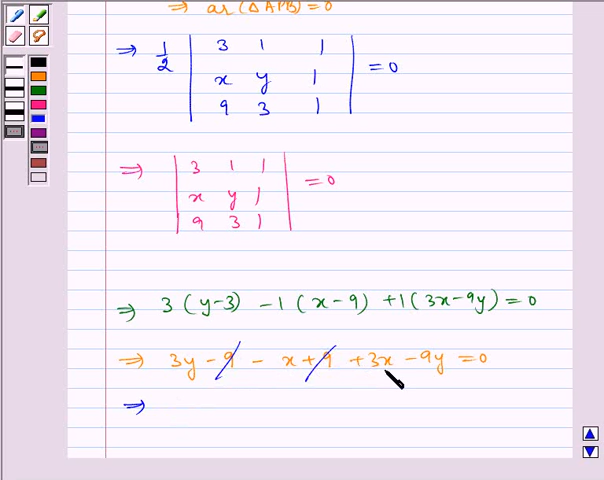 ⇒ ar(△APB)=0
⇒ 1/2 | 3 1 1
x y 1
9 3 1 | =0
⇒ | 3 1 1
x y 1
9 3 1 | =0
⇒ 3(y-3) -1(x-9) +1(3x-9y)=0
⇒ 3y-9-x+9+3x-9y=0
⇒